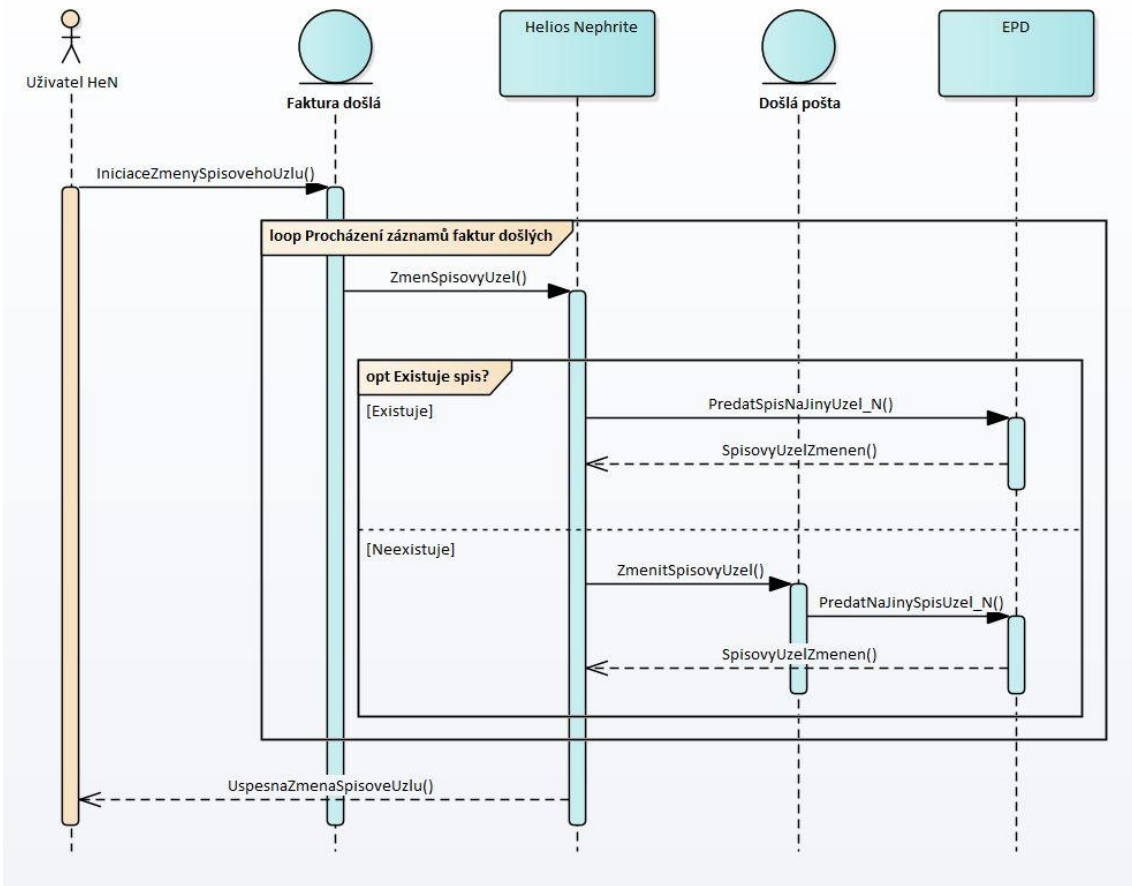 Uživatel HeN
Faktura došlá
Helios Nephrite
Došlá pošta
EPD
IniciaceZmenySpisovehoUzlu()
loop Procházení záznamů faktur došlých
ZmenSpisovyUzel()
opt Existuje spis?
[Existuje]
PredatSpisNaJinyUzel_N()
SpisovyUzelZmenen()
[Neexistuje]
ZmenitSpisovyUzel()
PredatNaJinySpisUzel_N()
SpisovyUzelZmenen()
UspesnaZmenaSpisoveUzlu()